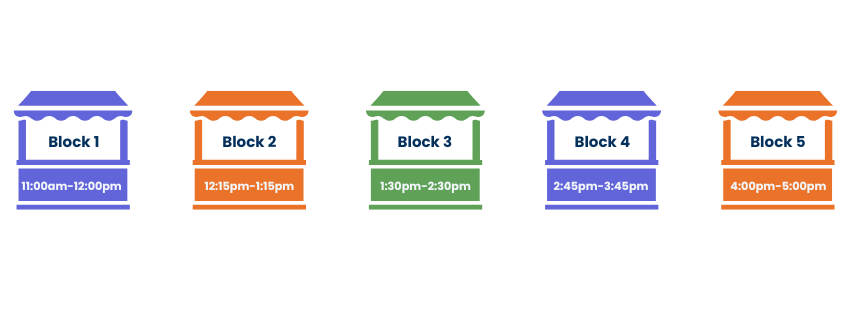 Block 1
11:00am-12:00pm
Block 2
12:15pm-1:15pm
Block 3
1:30pm-2:30pm
Block 4
2:45pm-3:45pm
Block 5
4:00pm-5:00pm